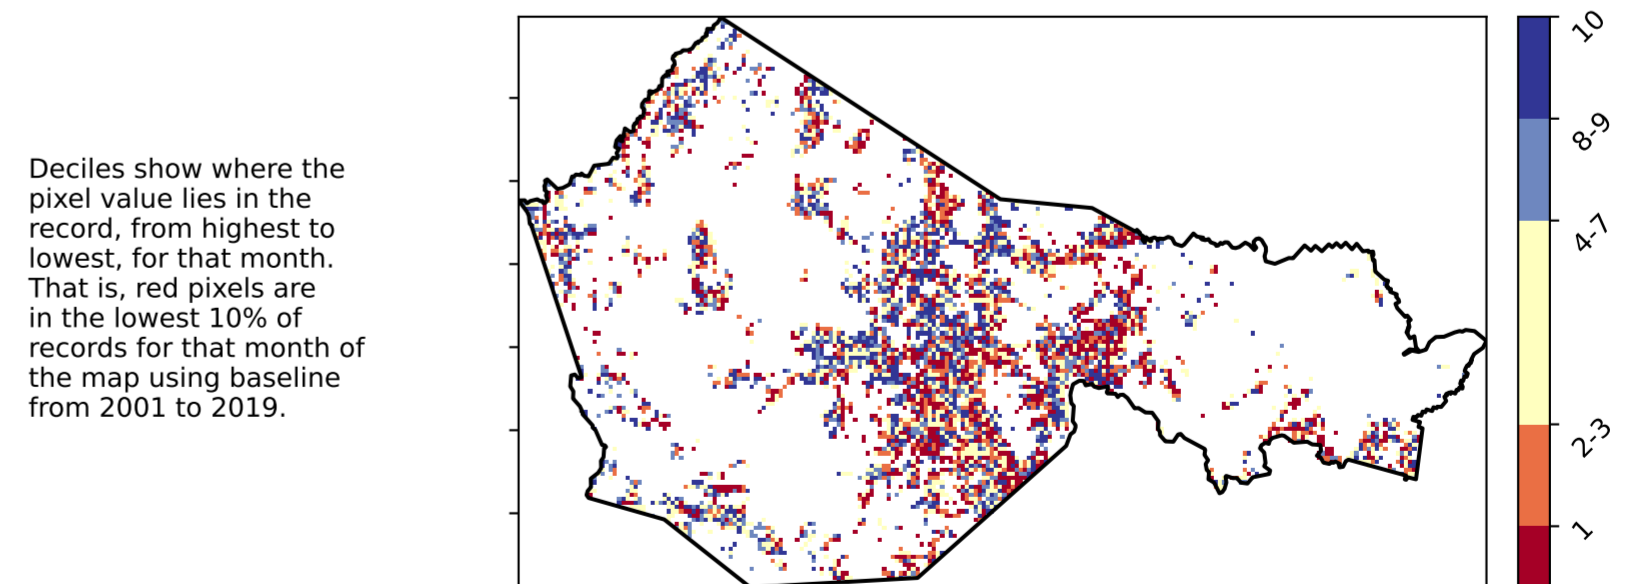 Deciles show where the
pixel value lies in the
record, from highest to
lowest, for that month.
That is, red pixels are
in the lowest 10% of
records for that month of
the map using baseline
from 2001 to 2019.
10
8-9
4-7
2-3
1